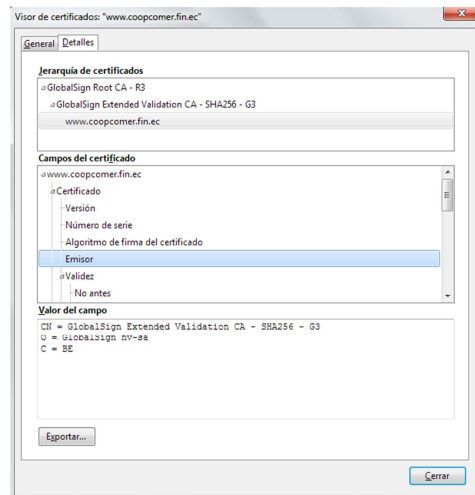 Visor de certificados: "www.coopcomer.fin.ec"
General Detalles
Jerarquía de certificados
GlobalSign Root CA - R3
GlobalSign Extended Validation CA - SHA256 - G3
www.coopcomer.fin.ec
Campos del certificado
www.coopcomer.fin.ec
Certificado
Versión
Número de serie
Algoritmo de firma del certificado
Emisor
Validez
No antes
Valor del campo
CN = GlobalSign Extended Validation CA - SHA256 - G3
O = GlobalSign nv-sa
C = BE
Exportar...
Cerrar